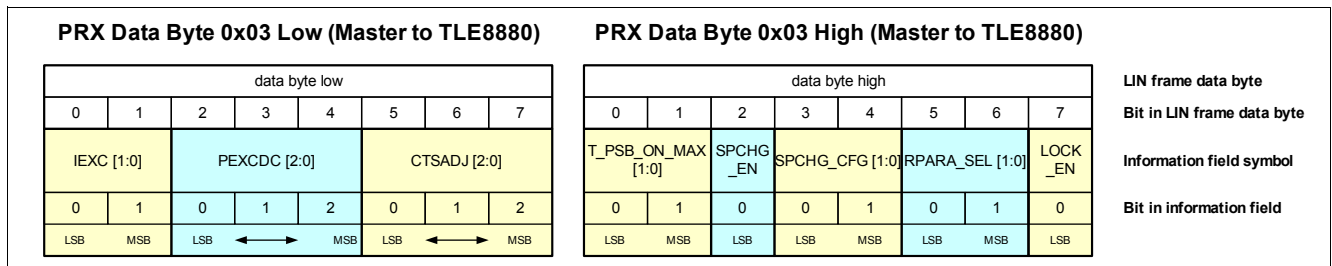 PRX Data Byte 0x03 Low (Master to TLE8880) PRX Data Byte 0x03 High (Master to TLE8880)
data byte low data byte high LIN frame data byte
0 1 2 3 4 5 6 7 0 1 2 3 4 5 6 7 Bit in LIN frame data byte
IEXC [1:0] PEXCDC [2:0] CTSADJ [2:0] T_PSB_ON_MAX [1:0] SPCHG _EN SPCHG_CFG [1:0] RPARA_SEL [1:0] LOCK _EN Information field symbol
0 1 0 1 2 0 1 2 0 1 0 0 1 0 1 0 Bit in information field
LSB MSB LSB MSB LSB MSB LSB MSB LSB LSB MSB LSB MSB LSB